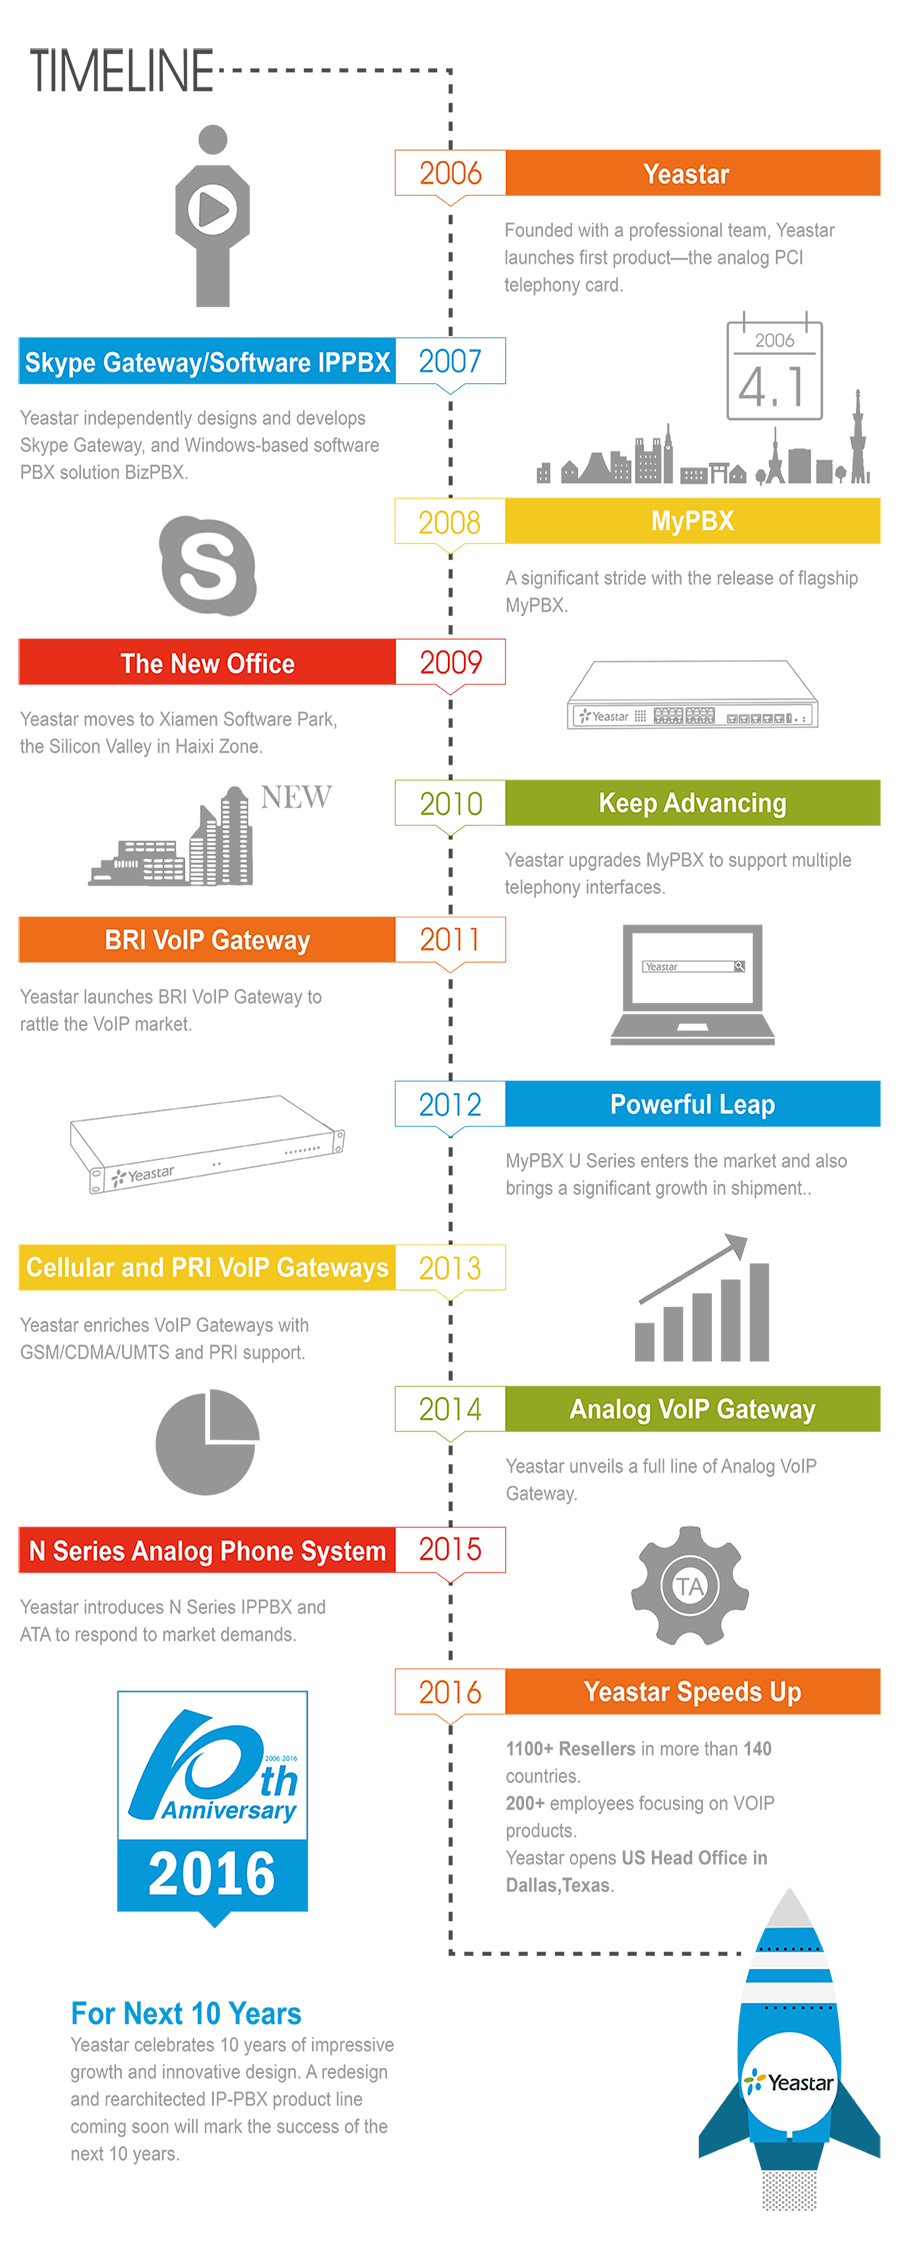 TIMELINE
2006
Yeastar
Founded with a professional team, Yeastar
launches first product—the analog PCI
telephony card.
2006
4.1
Skype Gateway/Software IPPBX
2007
Yeastar independently designs and develops
Skype Gateway, and Windows-based software
PBX solution BizPBX.
S
2008
MyPBX
A significant stride with the release of flagship
MyPBX.
Yeastar
The New Office
2009
Yeastar moves to Xiamen Software Park,
the Silicon Valley in Haixi Zone.
NEW
2010
Keep Advancing
Yeastar upgrades MyPBX to support multiple
telephony interfaces.
Yeastar
BRI VoIP Gateway
2011
Yeastar launches BRI VoIP Gateway to
rattle the VoIP market.
Yeastar
2012
Powerful Leap
MyPBX U Series enters the market and also
brings a significant growth in shipment..
Cellular and PRI VoIP Gateways
2013
Yeastar enriches VoIP Gateways with
GSM/CDMA/UMTS and PRI support.
2014
Analog VoIP Gateway
Yeastar unveils a full line of Analog VoIP
Gateway.
TA
N Series Analog Phone System
2015
Yeastar introduces N Series IPPBX and
ATA to respond to market demands.
2016
Yeastar Speeds Up
1100+ Resellers in more than 140
countries.
200+ employees focusing on VOIP
products.
Yeastar opens US Head Office in
Dallas,Texas.
2006-2016
10th
Anniversary
2016
For Next 10 Years
Yeastar celebrates 10 years of impressive
growth and innovative design. A redesign
and rearchitected IP-PBX product line
coming soon will mark the success of the
next 10 years.
Yeastar